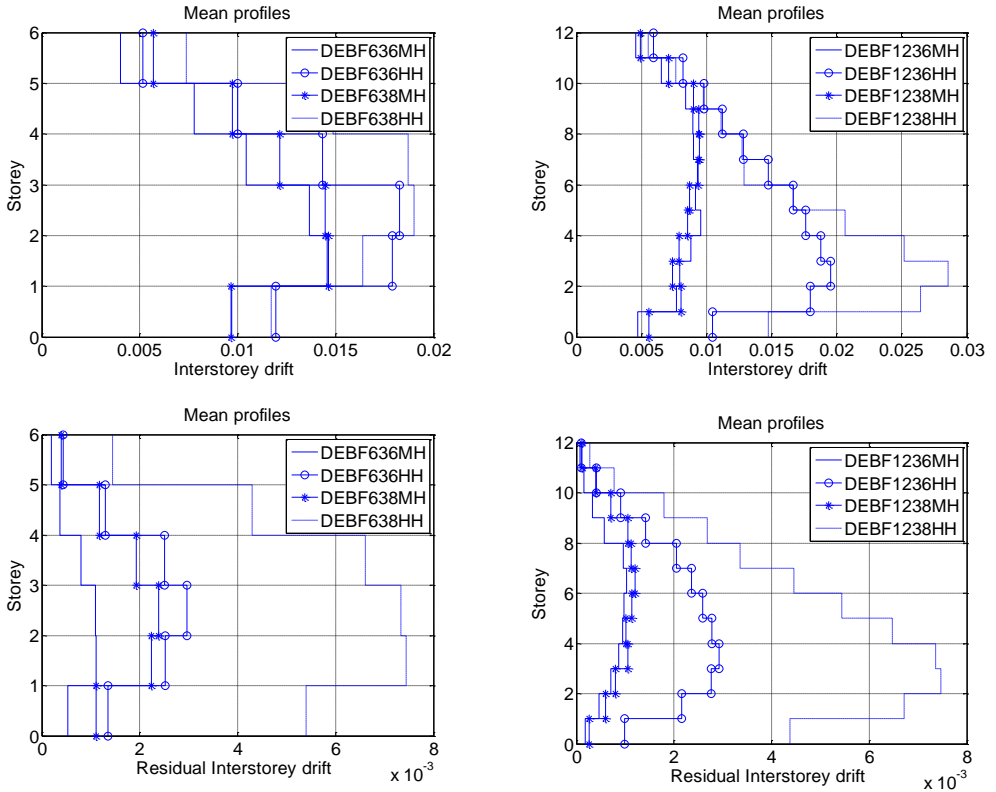 Mean profiles
6
5
4
3
2
1
0
Storey
DEBF636MH
DEBF636HH
DEBF638MH
DEBF638HH
0 0.005 0.01 0.015 0.02
Interstorey drift
Mean profiles
12
10
8
6
4
2
0
Storey
DEBF1236MH
DEBF1236HH
DEBF1238MH
DEBF1238HH
0 0.005 0.01 0.015 0.02 0.025 0.03
Interstorey drift
Mean profiles
6
5
4
3
2
1
0
Storey
DEBF636MH
DEBF636HH
DEBF638MH
DEBF638HH
0 2 4 6 8
Residual Interstorey drift
x 10-3
Mean profiles
12
10
8
6
4
2
0
Storey
DEBF1236MH
DEBF1236HH
DEBF1238MH
DEBF1238HH
0 2 4 6 8
Residual Interstorey drift
x 10-3